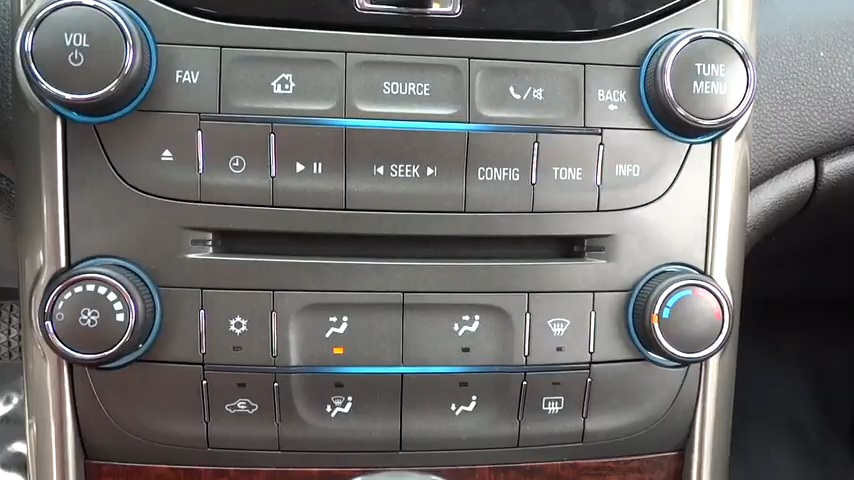 VOL
FAV
SOURCE
BACK
TUNE
MENU
SEEK
CONFIG
TONE
INFO